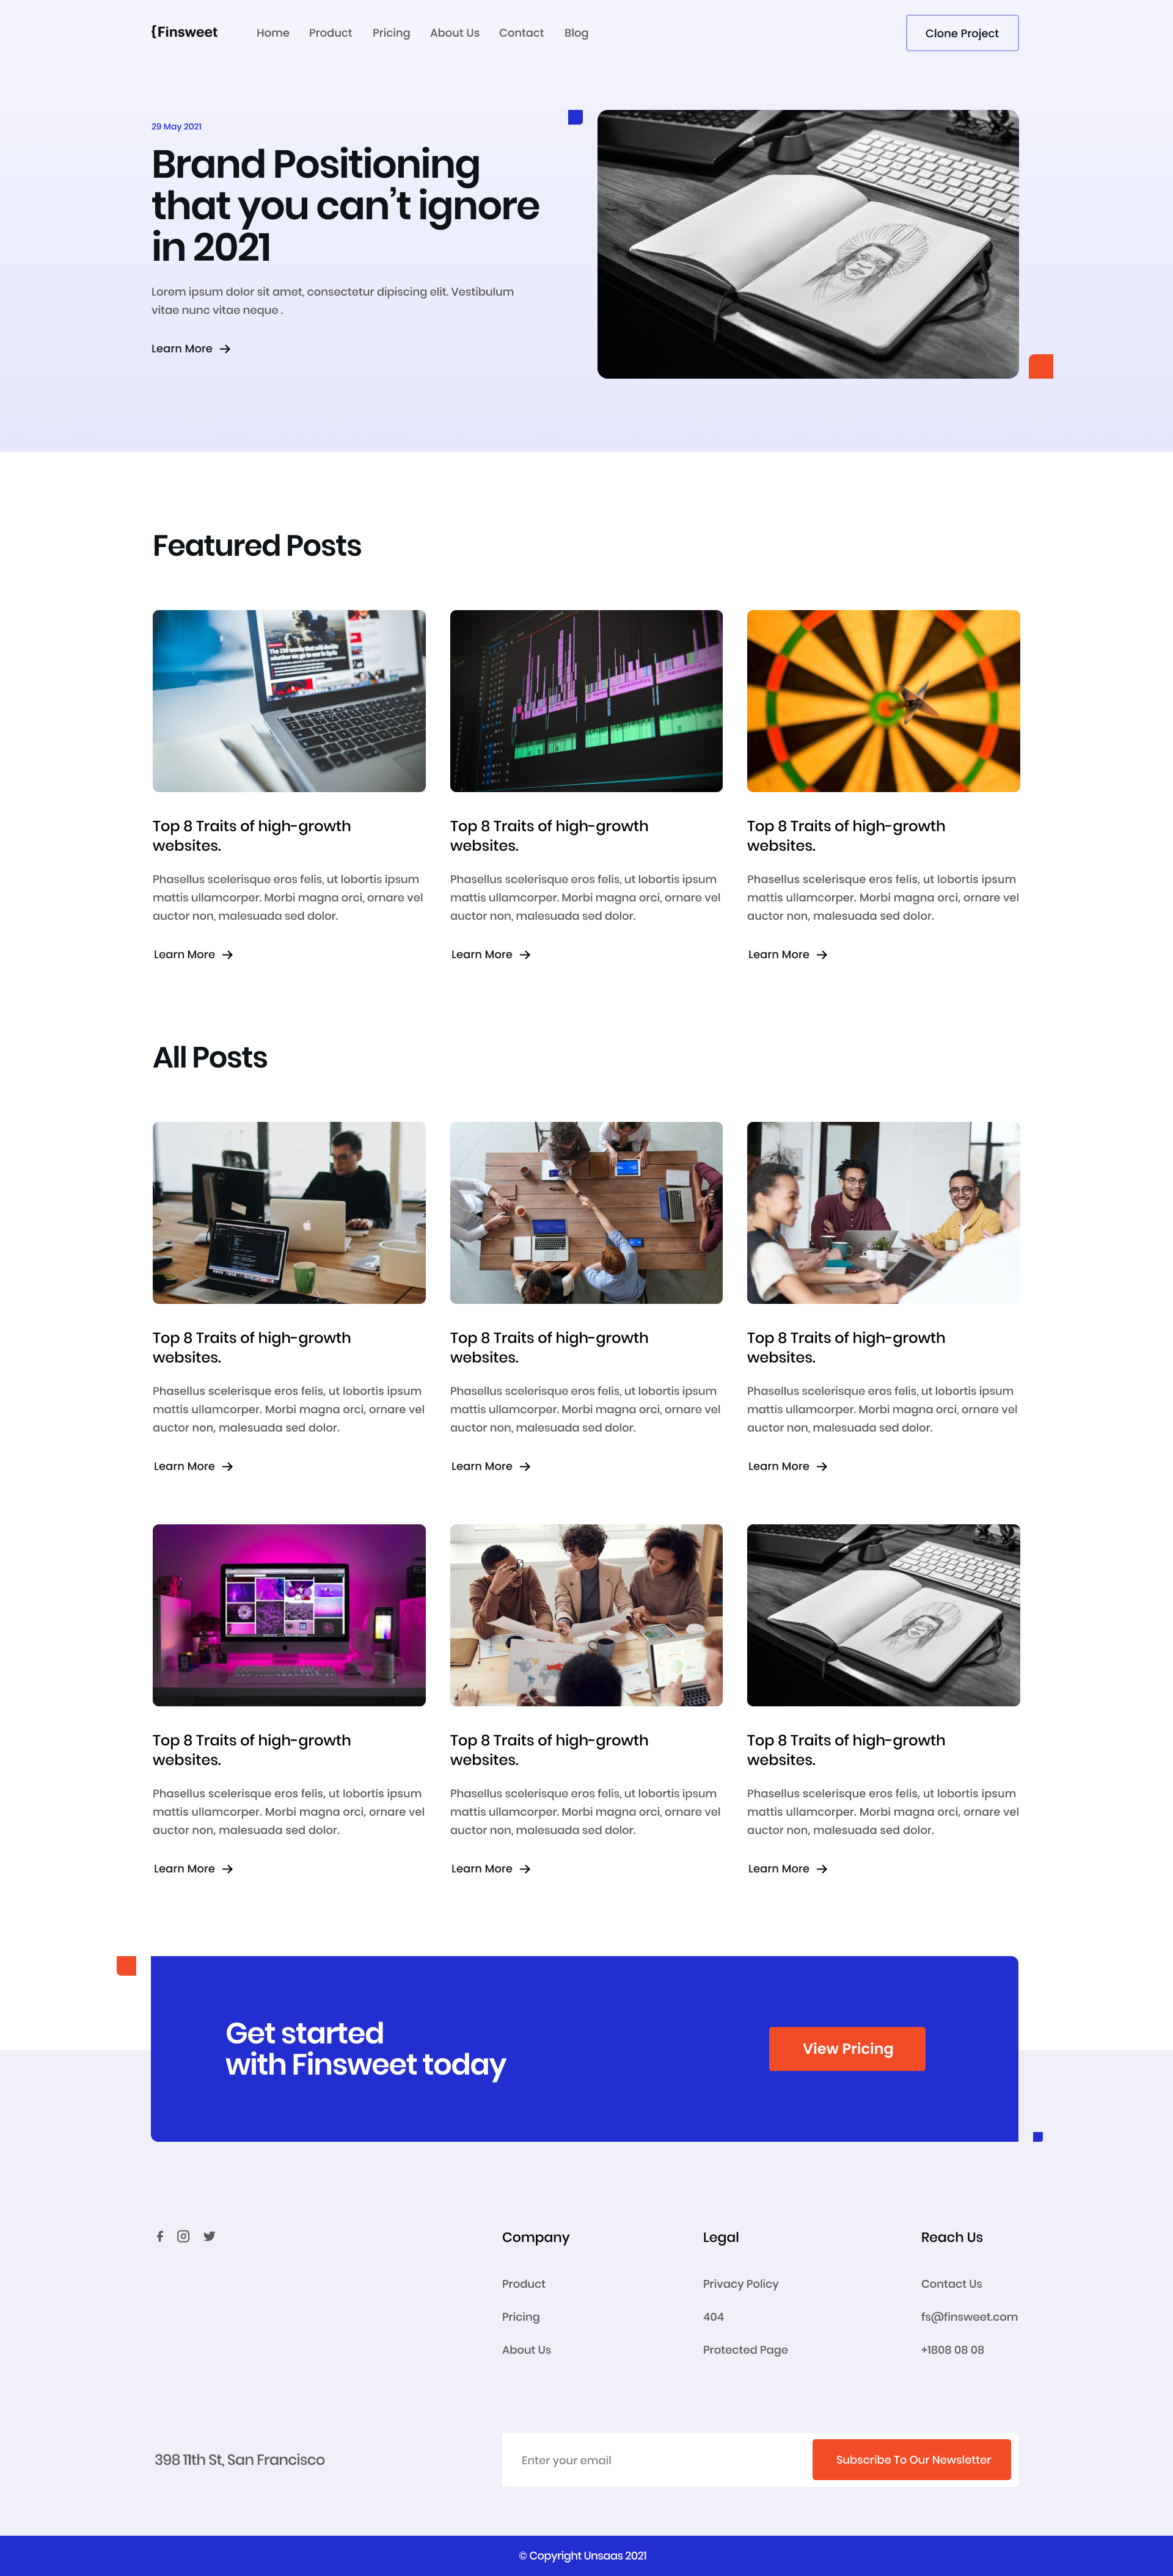 {Finsweet
Home Product Pricing About Us Contact Blog
Clone Project
29 May 2021
Brand Positioning
that you can’t ignore
in 2021
Lorem ipsum dolor sit amet, consectetur dipiscing elit. Vestibulum
vitae nunc vitae neque .
Learn More
Featured Posts
The 236 words that will decide
whether we go to war in Syria
Top 8 Traits of high-growth
websites.
Phasellus scelerisque eros felis, ut lobortis ipsum
mattis ullamcorper. Morbi magna orci, ornare vel
auctor non, malesuada sed dolor.
Learn More
Top 8 Traits of high-growth
websites.
Phasellus scelerisque eros felis, ut lobortis ipsum
mattis ullamcorper. Morbi magna orci, ornare vel
auctor non, malesuada sed dolor.
Learn More
Top 8 Traits of high-growth
websites.
Phasellus scelerisque eros felis, ut lobortis ipsum
mattis ullamcorper. Morbi magna orci, ornare vel
auctor non, malesuada sed dolor.
Learn More
All Posts
Top 8 Traits of high-growth
websites.
Phasellus scelerisque eros felis, ut lobortis ipsum
mattis ullamcorper. Morbi magna orci, ornare vel
auctor non, malesuada sed dolor.
Learn More
Top 8 Traits of high-growth
websites.
Phasellus scelerisque eros felis, ut lobortis ipsum
mattis ullamcorper. Morbi magna orci, ornare vel
auctor non, malesuada sed dolor.
Learn More
Top 8 Traits of high-growth
websites.
Phasellus scelerisque eros felis, ut lobortis ipsum
mattis ullamcorper. Morbi magna orci, ornare vel
auctor non, malesuada sed dolor.
Learn More
Top 8 Traits of high-growth
websites.
Phasellus scelerisque eros felis, ut lobortis ipsum
mattis ullamcorper. Morbi magna orci, ornare vel
auctor non, malesuada sed dolor.
Learn More
Top 8 Traits of high-growth
websites.
Phasellus scelerisque eros felis, ut lobortis ipsum
mattis ullamcorper. Morbi magna orci, ornare vel
auctor non, malesuada sed dolor.
Learn More
Top 8 Traits of high-growth
websites.
Phasellus scelerisque eros felis, ut lobortis ipsum
mattis ullamcorper. Morbi magna orci, ornare vel
auctor non, malesuada sed dolor.
Learn More
Get started
with Finsweet today
View Pricing
Company
Product
Pricing
About Us
Legal
Privacy Policy
404
Protected Page
Reach Us
Contact Us
fs@finsweet.com
+1808 08 08
398 11th St, San Francisco
Enter your email
Subscribe To Our Newsletter
© Copyright Unsaas 2021